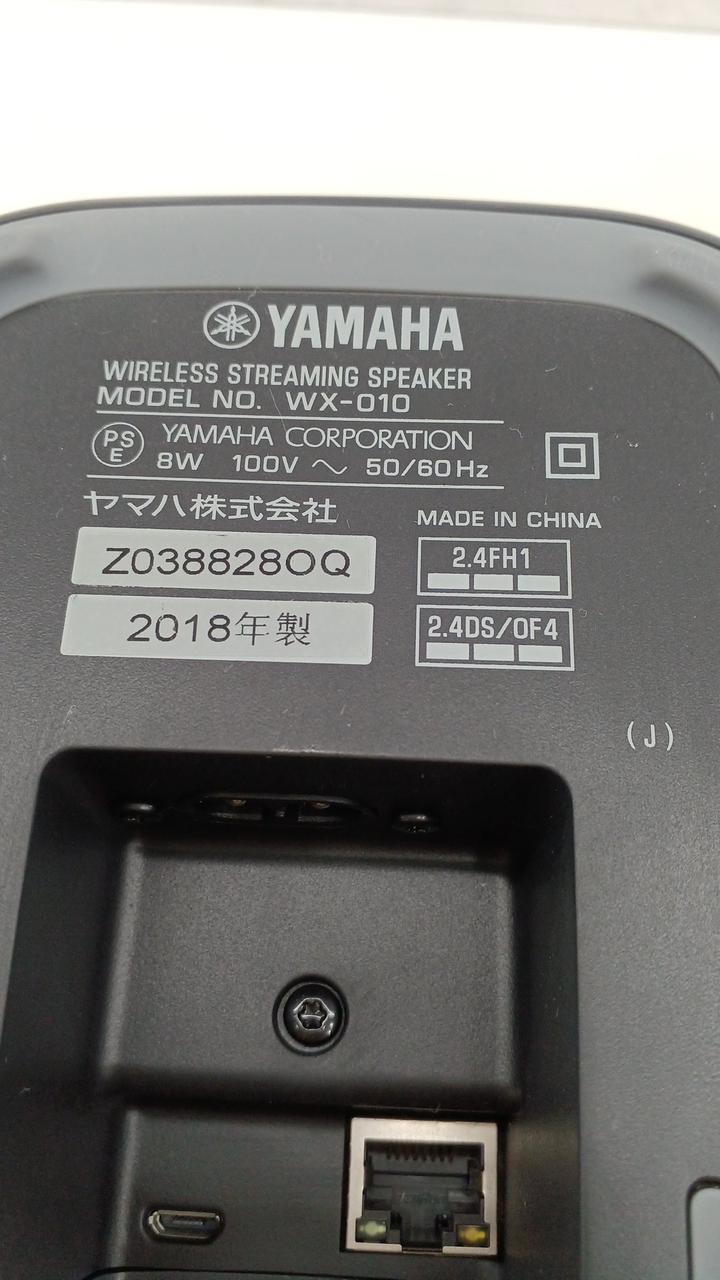 YAMAHA
WIRELESS STREAMING SPEAKER
MODEL NO. WX-010
PS
E
YAMAHA CORPORATION
8W 100V ～ 50/60Hz
ヤマハ株式会社
MADE IN CHINA
Z038828OQ
2.4FH1
2018年製
2.4DS/OF4
(J)